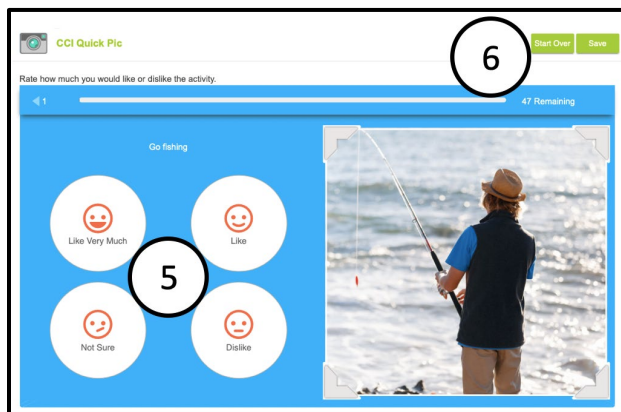 CCI Quick Pic
6
Start Over Save
Rate how much you would like or dislike the activity.
1
47 Remaining
Go fishing
Like Very Much
Like
5
Not Sure
Dislike